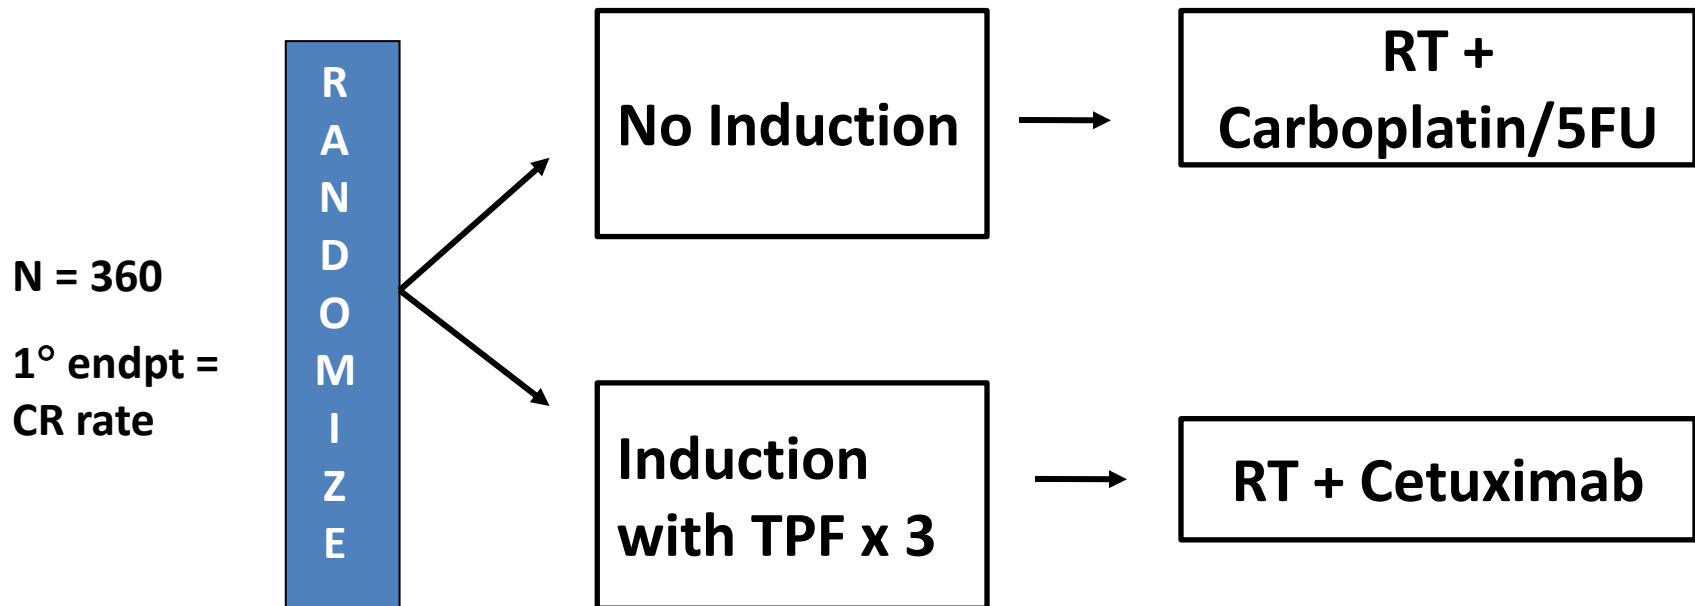 N = 360
1° endpt =
CR rate
R
A
N
D
O
M
I
Z
E
No Induction
RT +
Carboplatin/5FU
Induction
with TPF x 3
RT + Cetuximab